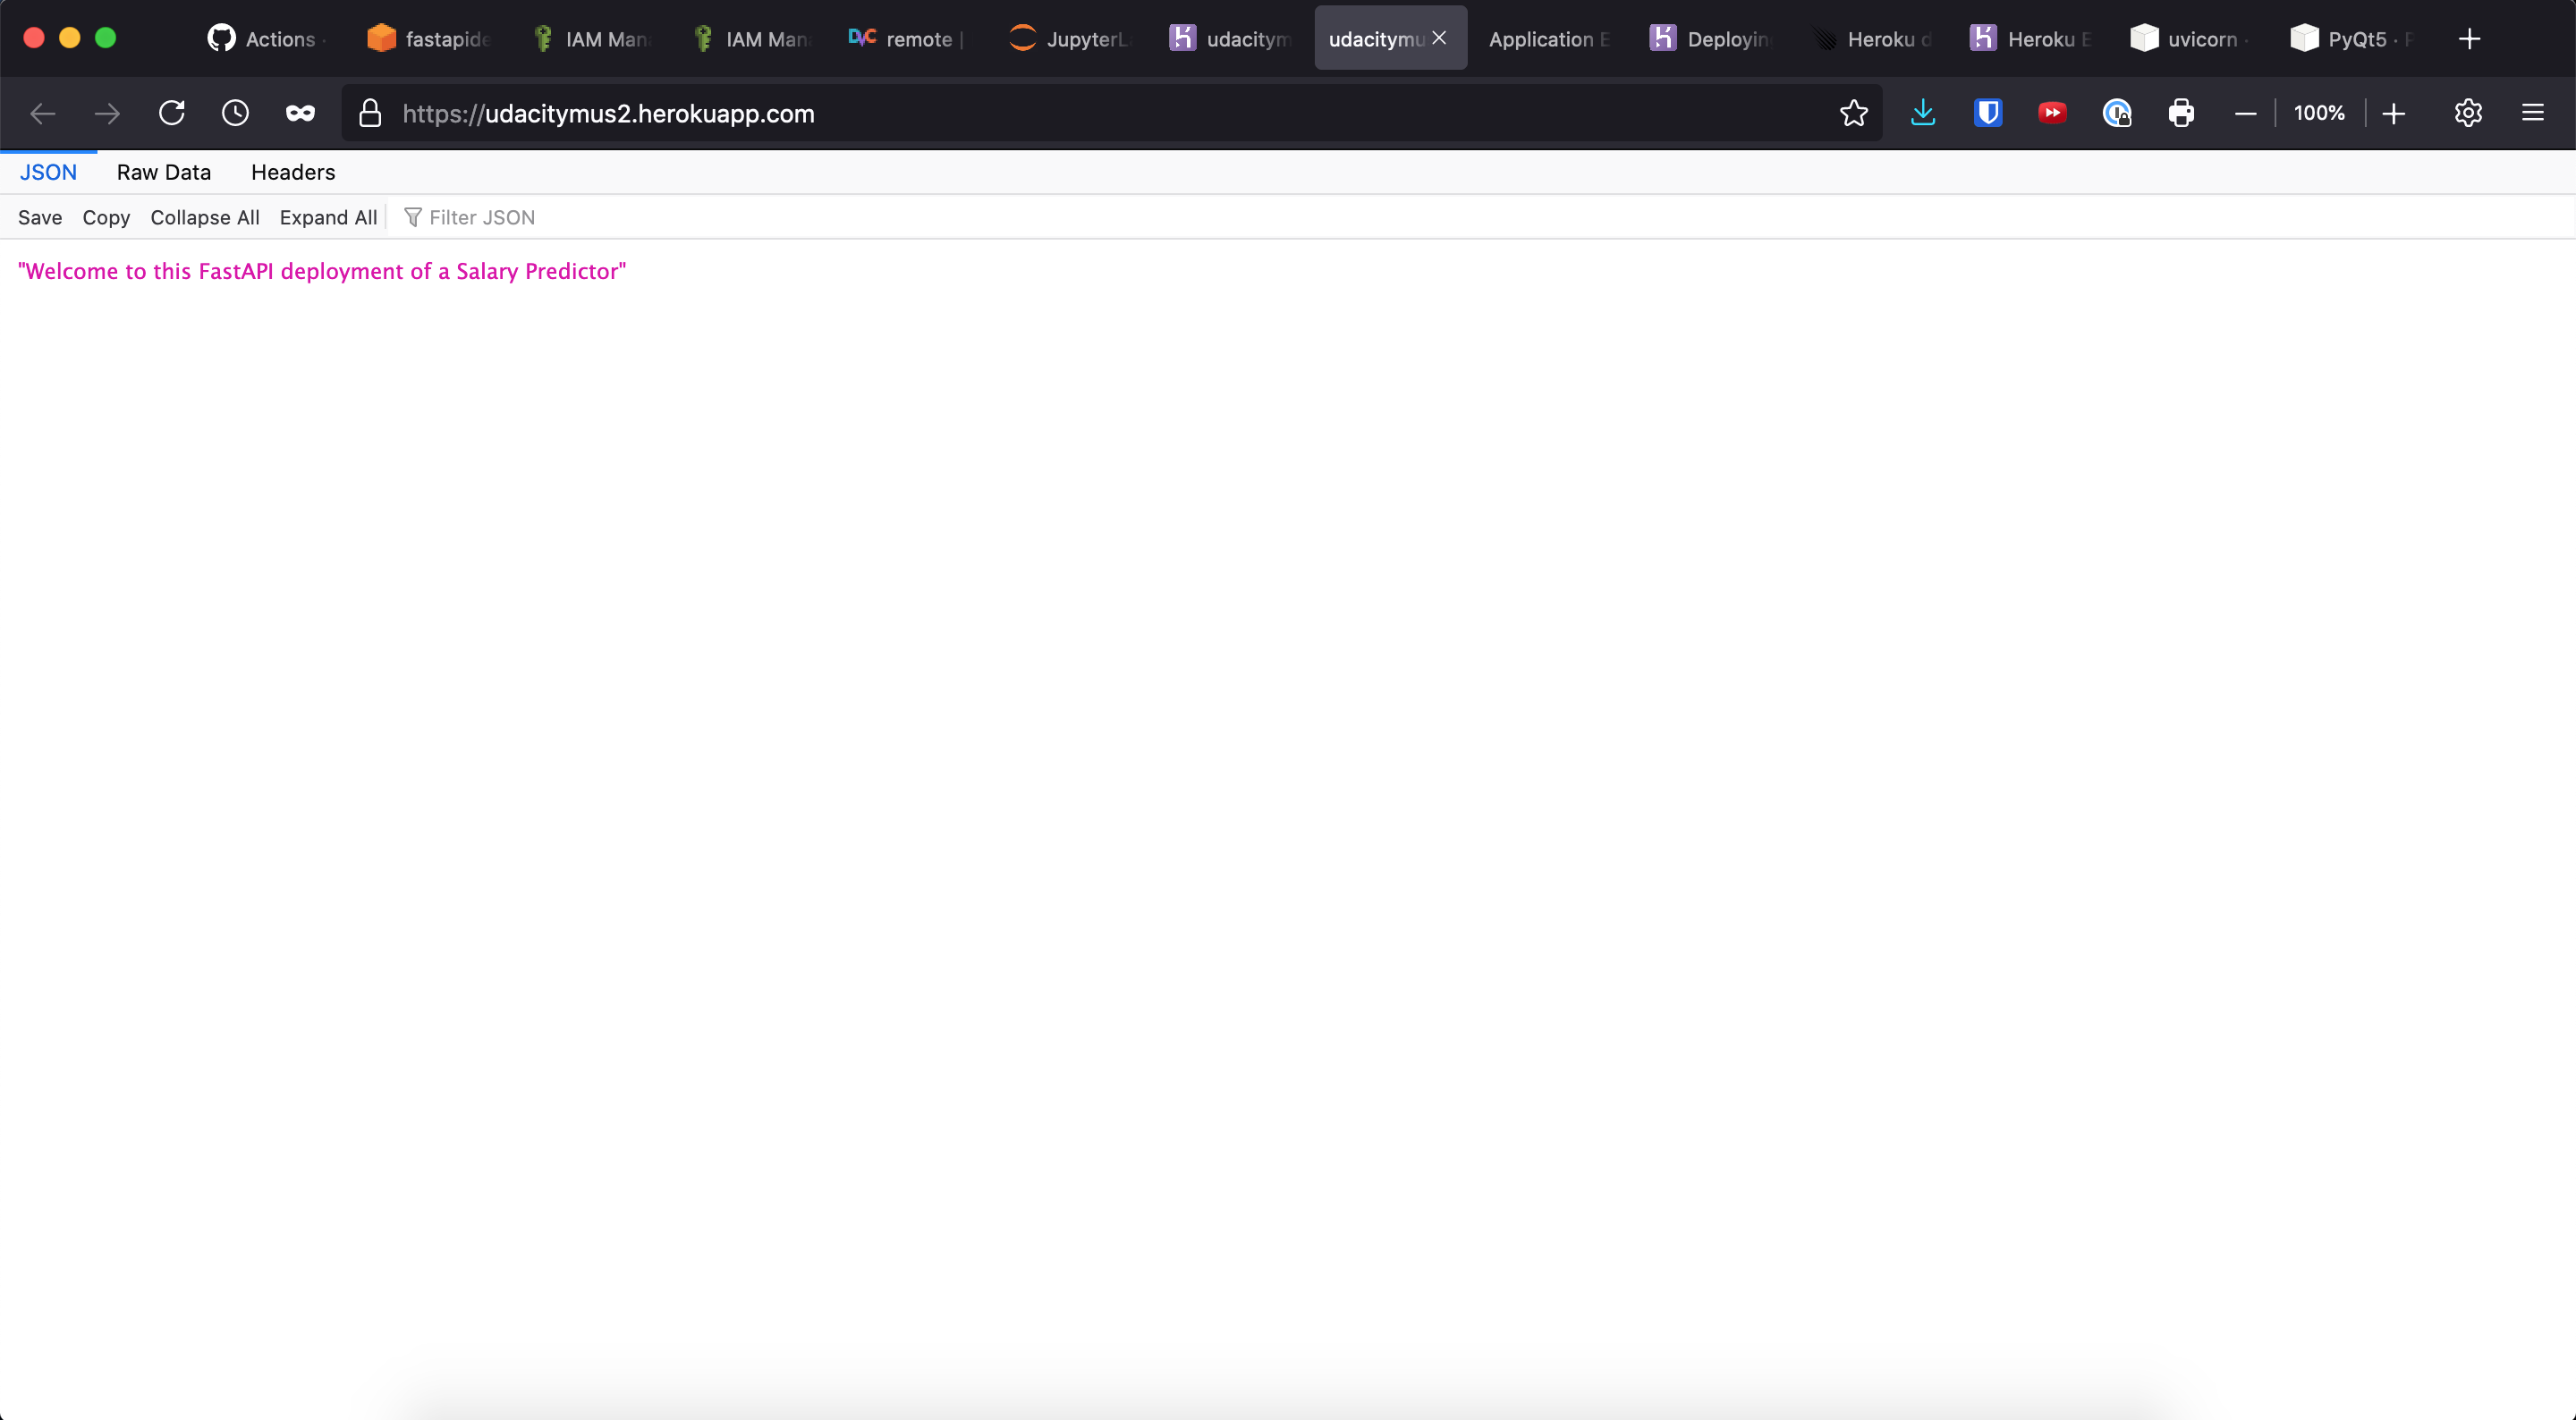 Actions · fastapide IAM Man IAM Man remote | JupyterL udacitym udacitymu Application E Deploying Heroku d Heroku E uvicorn · PyQt5 · P
https://udacitymus2.herokuapp.com 100%
JSON Raw Data Headers
Save Copy Collapse All Expand All Filter JSON
"Welcome to this FastAPI deployment of a Salary Predictor"